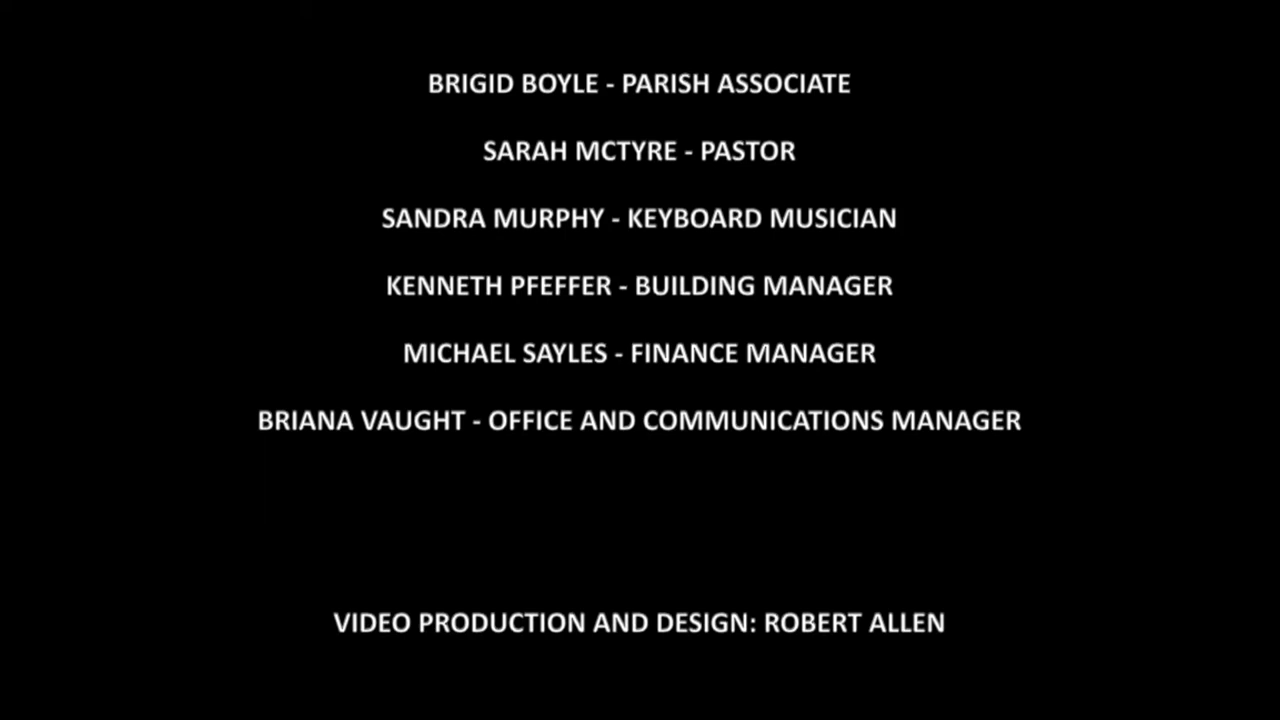 BRIGID BOYLE - PARISH ASSOCIATE
SARAH MCTYRE - PASTOR
SANDRA MURPHY - KEYBOARD MUSICIAN
KENNETH PFEFFER - BUILDING MANAGER
MICHAEL SAYLES - FINANCE MANAGER
BRIANA VAUGHT - OFFICE AND COMMUNICATIONS MANAGER
VIDEO PRODUCTION AND DESIGN: ROBERT ALLEN